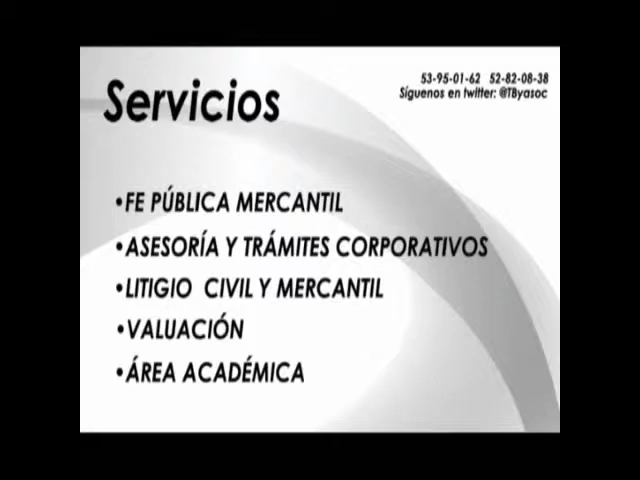 53-95-01-62 52-82-08-38
Síguenos en twitter: @TByasoc
Servicios
•FE PÚBLICA MERCANTIL
•ASESORÍA Y TRÁMITES CORPORATIVOS
•LITIGIO CIVIL Y MERCANTIL
•VALUACIÓN
•ÁREA ACADÉMICA